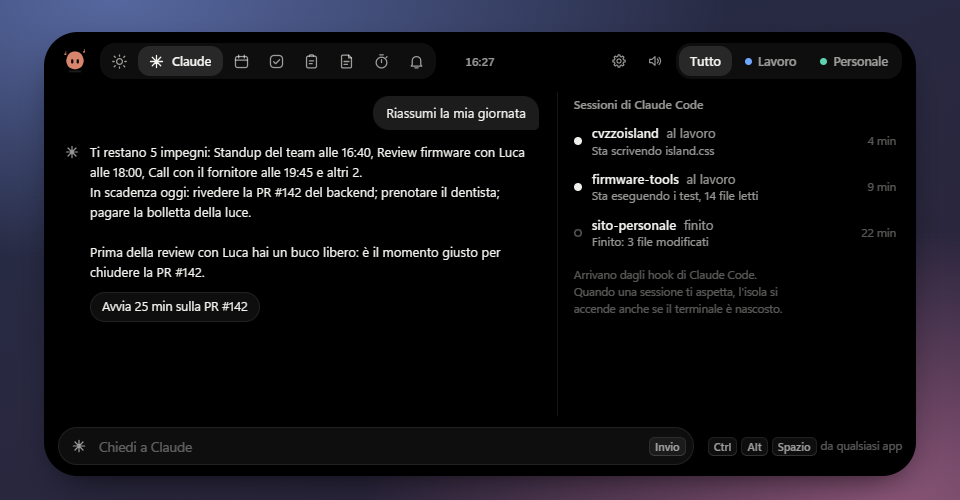 Claude
16:27
Tutto
Lavoro
Personale
Riassumi la mia giornata
Ti restano 5 impegni: Standup del team alle 16:40, Review firmware con Luca
alle 18:00, Call con il fornitore alle 19:45 e altri 2.
In scadenza oggi: rivedere la PR #142 del backend; prenotare il dentista;
pagare la bolletta della luce.
Prima della review con Luca hai un buco libero: è il momento giusto per
chiudere la PR #142.
Avvia 25 min sulla PR #142
Sessioni di Claude Code
cvzzoisland al lavoro 4 min
Sta scrivendo island.css
firmware-tools al lavoro 9 min
Sta eseguendo i test, 14 file letti
sito-personale finito 22 min
Finito: 3 file modificati
Arrivano dagli hook di Claude Code.
Quando una sessione ti aspetta, l'isola si
accende anche se il terminale è nascosto.
Chiedi a Claude Invio
Ctrl Alt Spazio da qualsiasi app